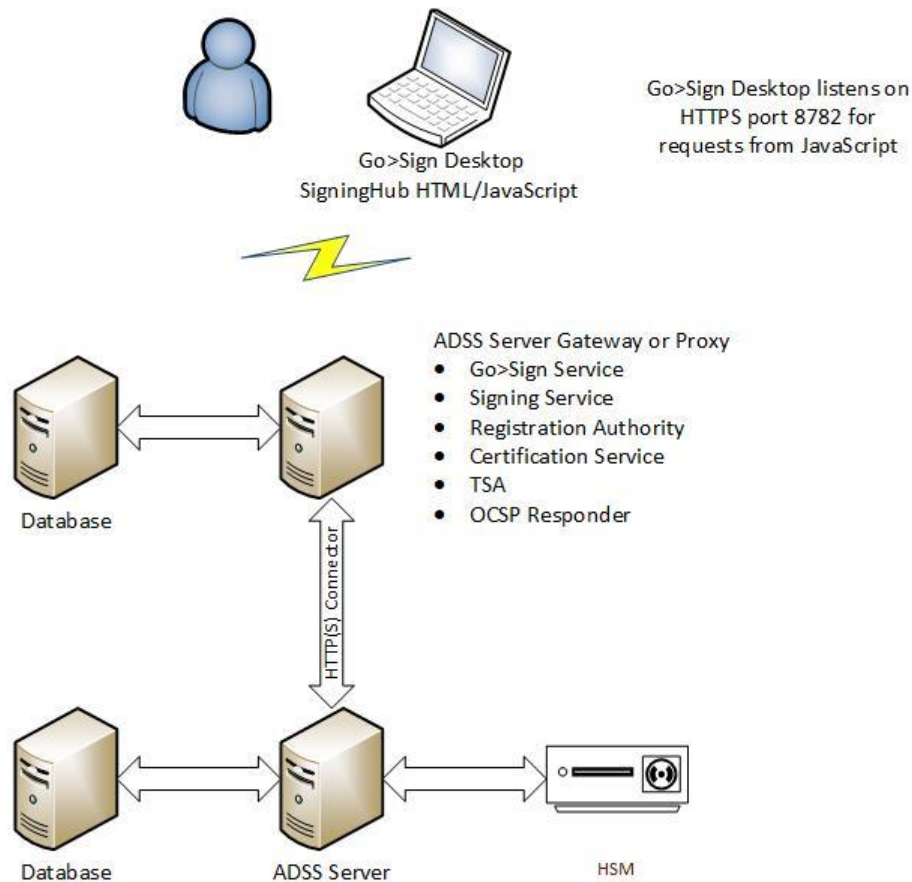 Go>Sign Desktop
SigningHub HTML/JavaScript
Go>Sign Desktop listens on
HTTPS port 8782 for
requests from JavaScript
ADSS Server Gateway or Proxy
• Go>Sign Service
• Signing Service
• Registration Authority
• Certification Service
• TSA
• OCSP Responder
Database
HTTP(S) Connector
Database
ADSS Server
HSM